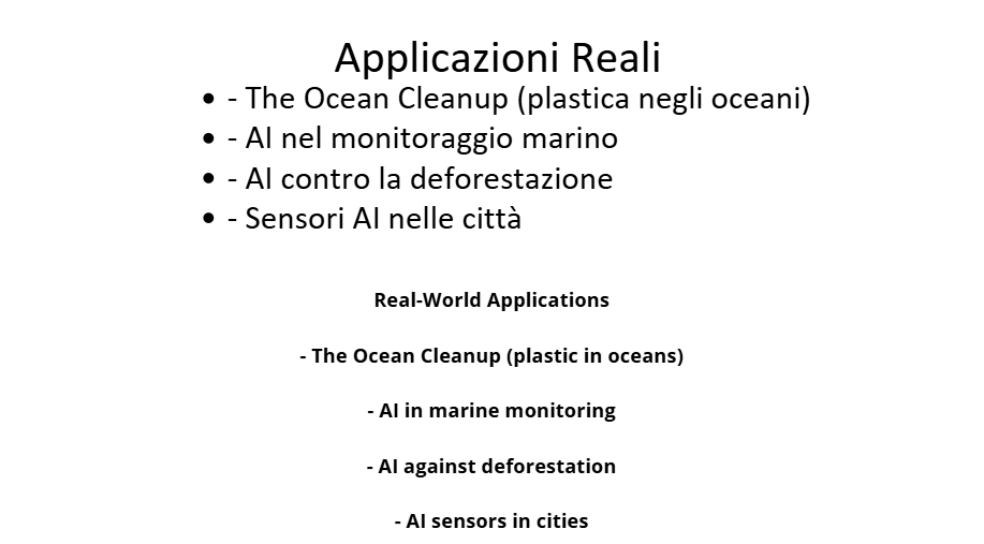 Applicazioni Reali
• - The Ocean Cleanup (plastica negli oceani)
• - AI nel monitoraggio marino
• - AI contro la deforestazione
• - Sensori AI nelle città
Real-World Applications
- The Ocean Cleanup (plastic in oceans)
- AI in marine monitoring
- AI against deforestation
- AI sensors in cities